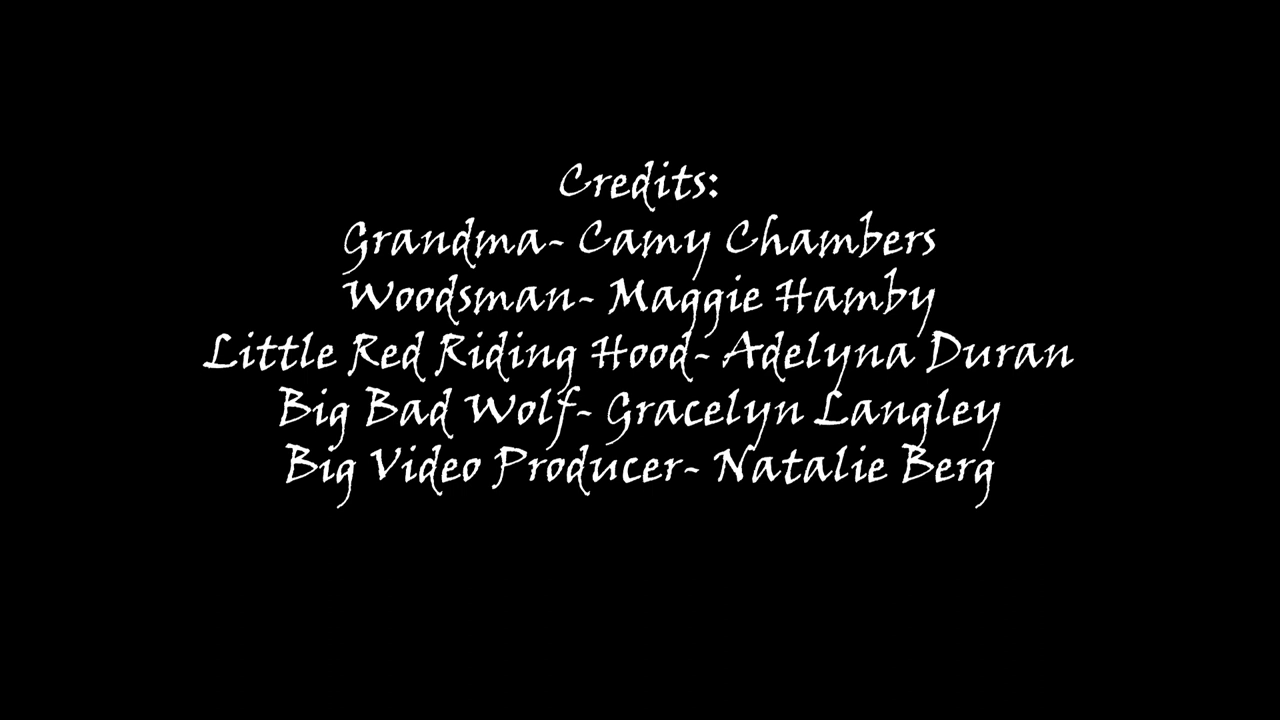 Credits:
Grandma- Camy Chambers
Woodsman- Maggie Hamby
Little Red Riding Hood- Adelyna Duran
Big Bad Wolf- Gracelyn Langley
Big Video Producer- Natalie Berg